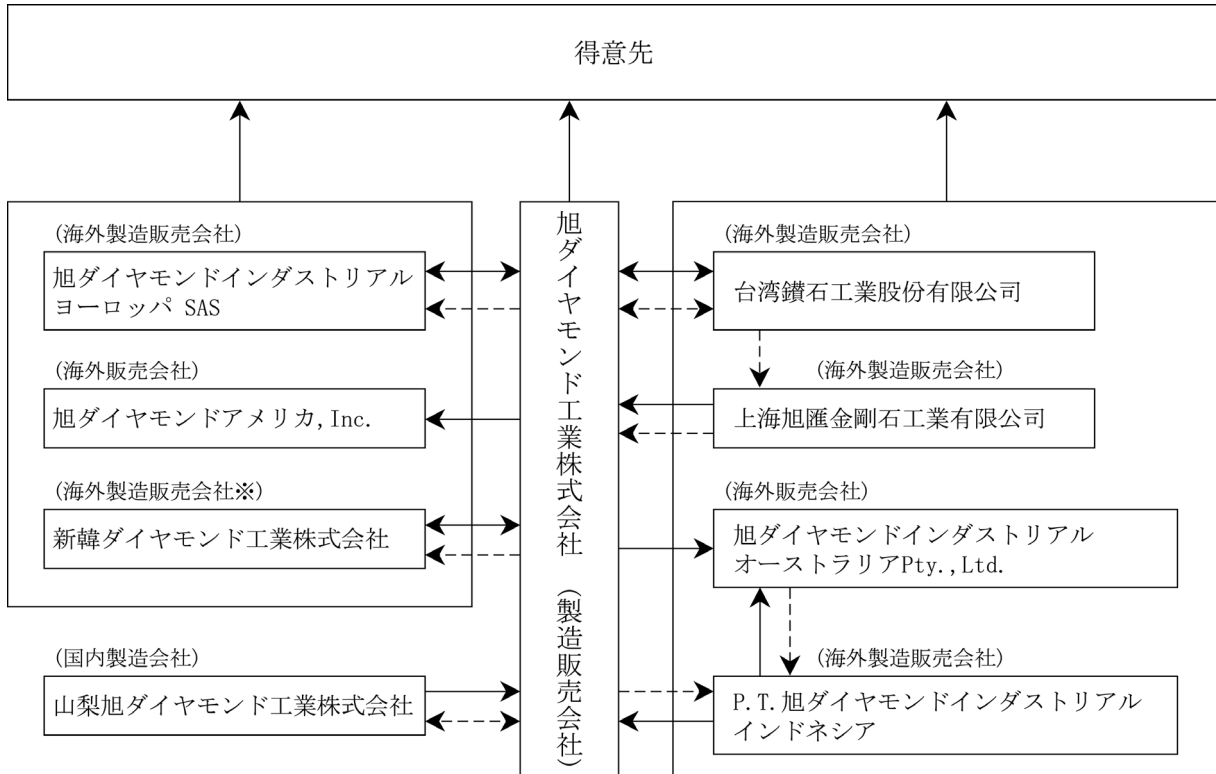 得意先
(海外製造販売会社)
旭ダイヤモンドインダストリアル
ヨーロッパ SAS
(海外販売会社)
旭ダイヤモンドアメリカ,Inc.
(海外製造販売会社※)
新韓ダイヤモンド工業株式会社
(国内製造会社)
山梨旭ダイヤモンド工業株式会社
旭ダイヤモンド工業株式会社 (製造販売会社)
(海外製造販売会社)
台湾鑽石工業股份有限公司
(海外製造販売会社)
上海旭匯金剛石工業有限公司
(海外販売会社)
旭ダイヤモンドインダストリアル
オーストラリアPty.,Ltd.
(海外製造販売会社)
P.T.旭ダイヤモンドインダストリアル
インドネシア